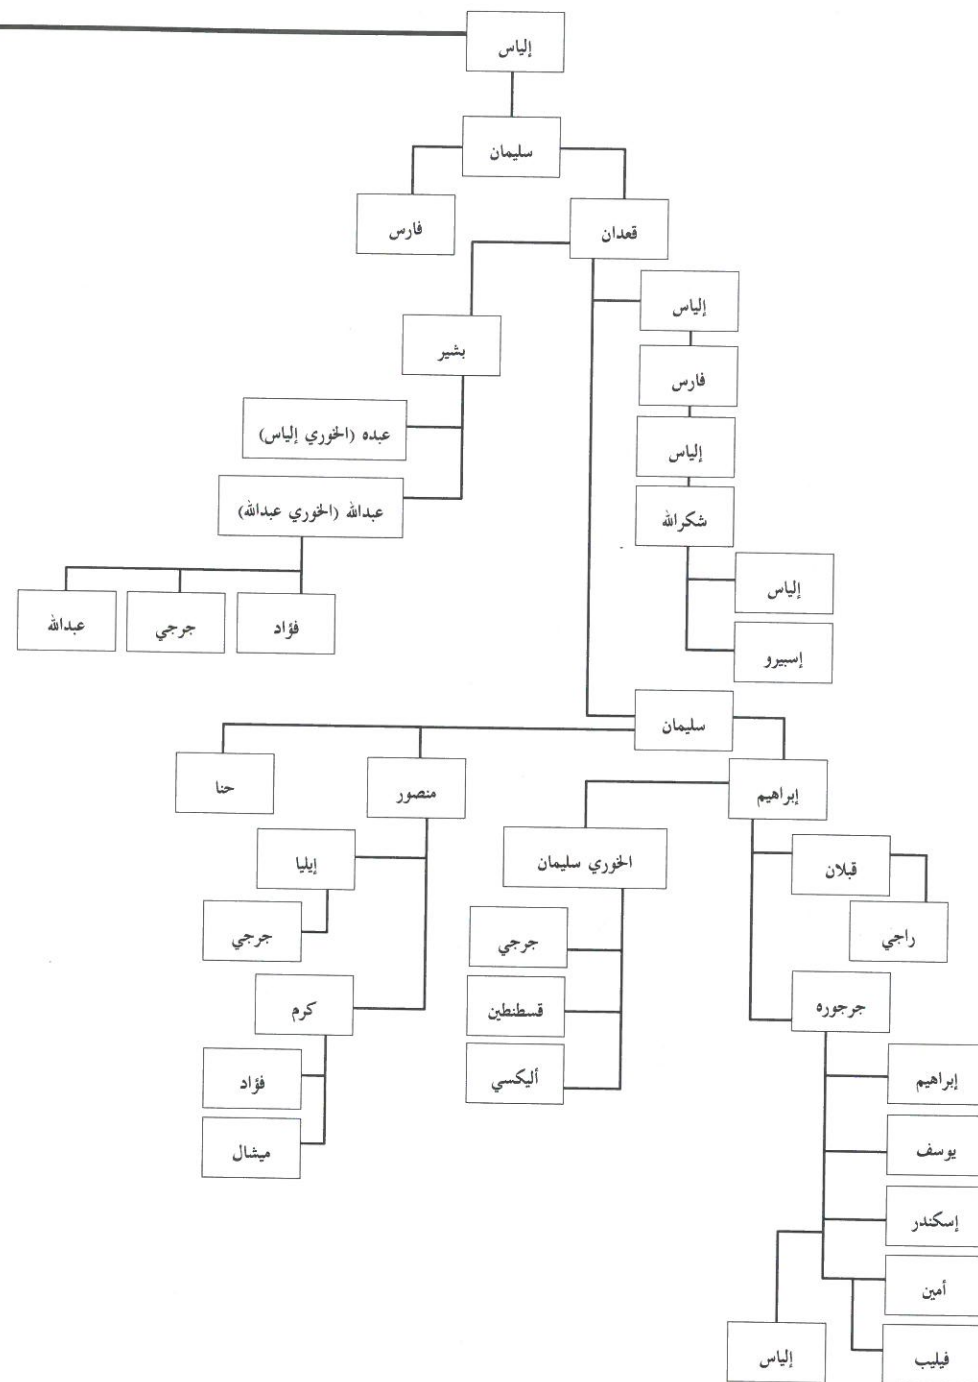 إلياس
سليمان
قعدان
فارس
إلياس
بشير
فارس
عبده (الخوري إلياس)
إلياس
عبدالله (الخوري عبدالله)
شكرالله
إلياس
فؤاد
جرجي
عبدالله
إسبيرو
سليمان
إبراهيم
منصور
حنا
قبلان
الخوري سليمان
إيليا
راجي
جرجي
جرجي
جرجوره
قسطنطين
كرم
إبراهيم
أليكسي
فؤاد
يوسف
ميشال
إسكندر
أمين
فيليب
إلياس